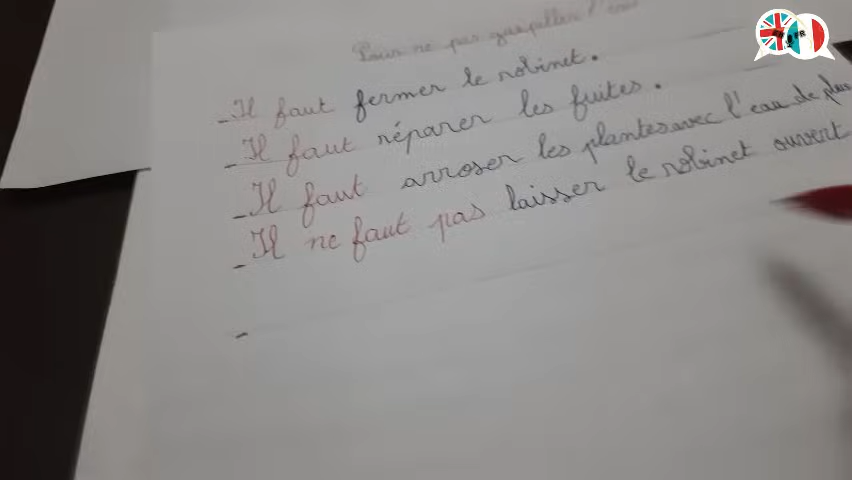 Pour ne pas gaspiller l'eau
- Il faut fermer le robinet.
- Il faut réparer les fuites.
- Il faut arroser les plantes avec l'eau de
- Il ne faut pas laisser le robinet ouvert
-